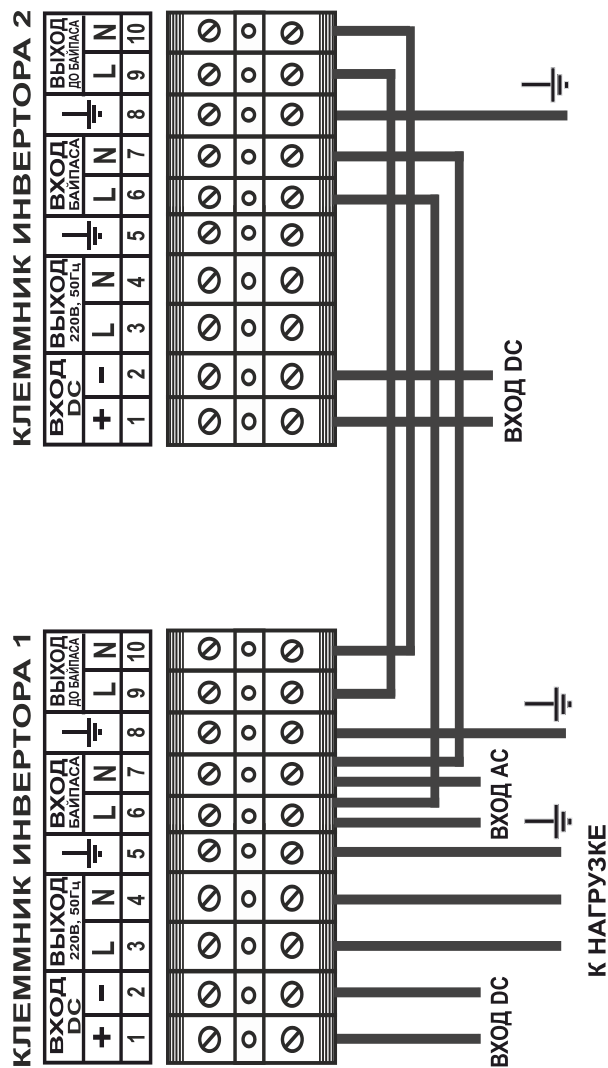 КЛЕММНИК ИНВЕРТОРА 1
ВХОД
DC
ВЫХОД
220В, 50Гц
ВХОД
БАЙПАСА
ВЫХОД
ДО БАЙПАСА
+ - L N L N L N
1 2 3 4 5 6 7 8 9 10
КЛЕММНИК ИНВЕРТОРА 2
ВХОД
DC
ВЫХОД
220В, 50Гц
ВХОД
БАЙПАСА
ВЫХОД
ДО БАЙПАСА
+ - L N L N L N
1 2 3 4 5 6 7 8 9 10
ВХОД DC
ВХОД AC
ВХОД DC
К НАГРУЗКЕ